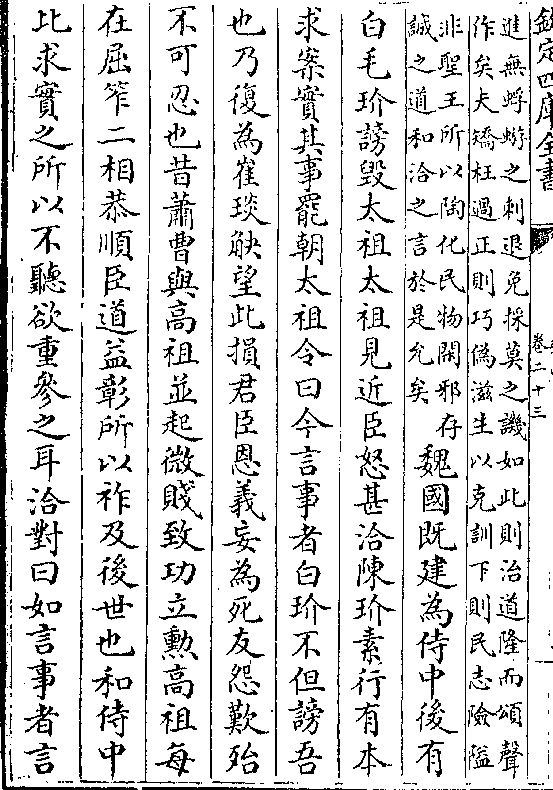 欽定四庫全書
卷二十三
進無蜉蝣之刺退免採莫之譏如此則治道隆而頌聲
作矣夫矯枉過正則巧偽滋生以克訓下則民志險隘
非聖王所以陶化民物閑邪存
誠之道和洽之言於是允矣
魏國既建為侍中後有
白毛玠謗毀太祖太祖見近臣怒甚洽陳玠素行有本
求案實其事罷朝太祖令曰今言事者白玠不但謗吾
也乃復為崔琰觖望此損君臣恩義妄為死友怨歎殆
不可忍也昔蕭曹與高祖並起微賤致功立勲高祖每
在屈笮二相恭順臣道益彰所以祚及後世也和侍中
比求實之所以不聽欲重參之耳洽對曰如言事者言